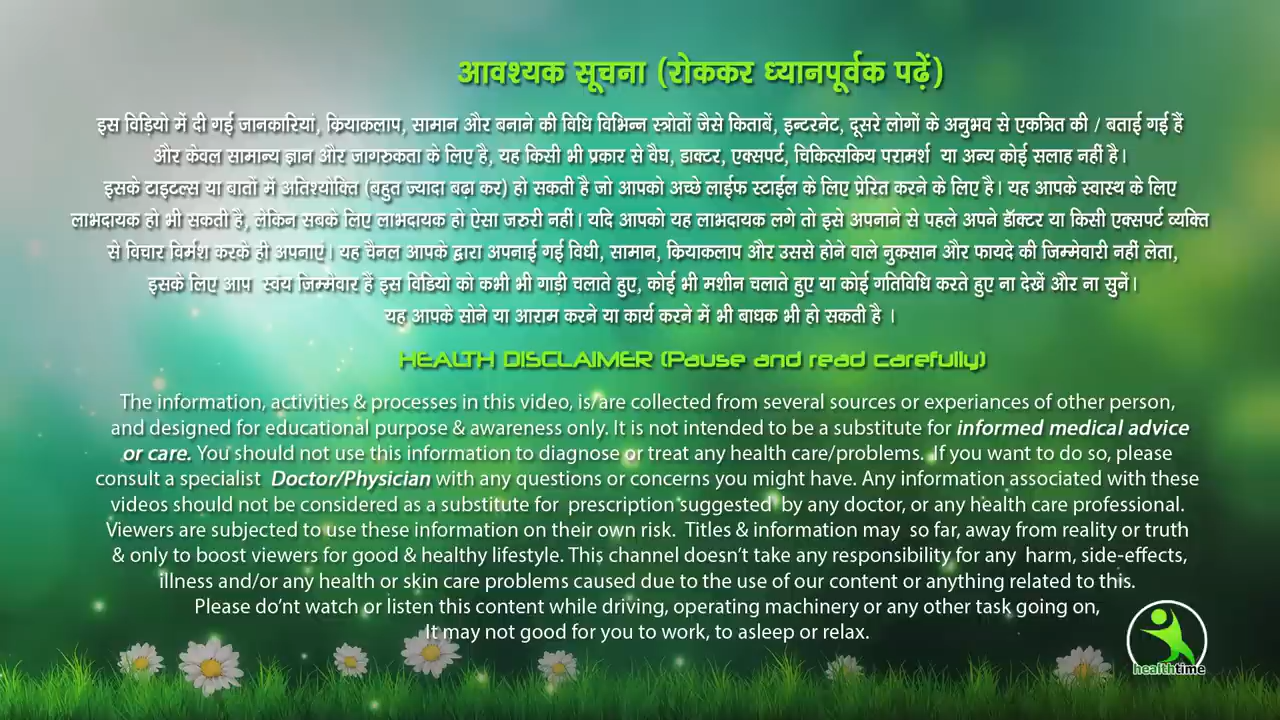 आवश्यक सूचना (रोककर ध्यानपूर्वक पढ़ें)
इस विड़ियो में दी गई जानकारियां, क्रियाकलाप, सामान और बनाने की विधि विभिन्न स्त्रोतों जैसे किताबें, इन्टरनेट, दूसरे लोगों के अनुभव से एकत्रित की / बताई गई हैं
और केवल सामान्य ज्ञान और जागरुकता के लिए है, यह किसी भी प्रकार से वैघ, डाक्टर, एक्सपर्ट, चिकित्सकिय परामर्श या अन्य कोई सलाह नहीं है।
इसके टाइटल्स या बातों में अतिश्योक्ति (बहुत ज्यादा बढ़ा कर) हो सकती है जो आपको अच्छे लाईफ स्टाईल के लिए प्रेरित करने के लिए है। यह आपके स्वास्थ के लिए
लाभदायक हो भी सकती है, लेकिन सबके लिए लाभदायक हो ऐसा जरुरी नहीं। यदि आपको यह लाभदायक लगे तो इसे अपनाने से पहले अपने डॉक्टर या किसी एक्सपर्ट व्यक्ति
से विचार विर्मश करके ही अपनाएं। यह चैनल आपके द्वारा अपनाई गई विधी, सामान, क्रियाकलाप और उससे होने वाले नुकसान और फायदे की जिम्मेवारी नहीं लेता,
इसके लिए आप स्वंय जिम्मेवार हैं इस विडियो को कभी भी गाड़ी चलाते हुए, कोई भी मशीन चलाते हुए या कोई गतिविधि करते हुए ना देखें और ना सुनें।
यह आपके सोने या आराम करने या कार्य करने में भी बाधक भी हो सकती है ।
HEALTH DISCLAIMER (Pause and read carefully)
The information, activities & processes in this video, is/are collected from several sources or experiances of other person,
and designed for educational purpose & awareness only. It is not intended to be a substitute for informed medical advice
or care. You should not use this information to diagnose or treat any health care/problems. If you want to do so, please
consult a specialist Doctor/Physician with any questions or concerns you might have. Any information associated with these
videos should not be considered as a substitute for prescription suggested by any doctor, or any health care professional.
Viewers are subjected to use these information on their own risk. Titles & information may so far, away from reality or truth
& only to boost viewers for good & healthy lifestyle. This channel doesn't take any responsibility for any harm, side-effects,
illness and/or any health or skin care problems caused due to the use of our content or anything related to this.
Please do'nt watch or listen this content while driving, operating machinery or any other task going on,
It may not good for you to work, to asleep or relax.
healthtime